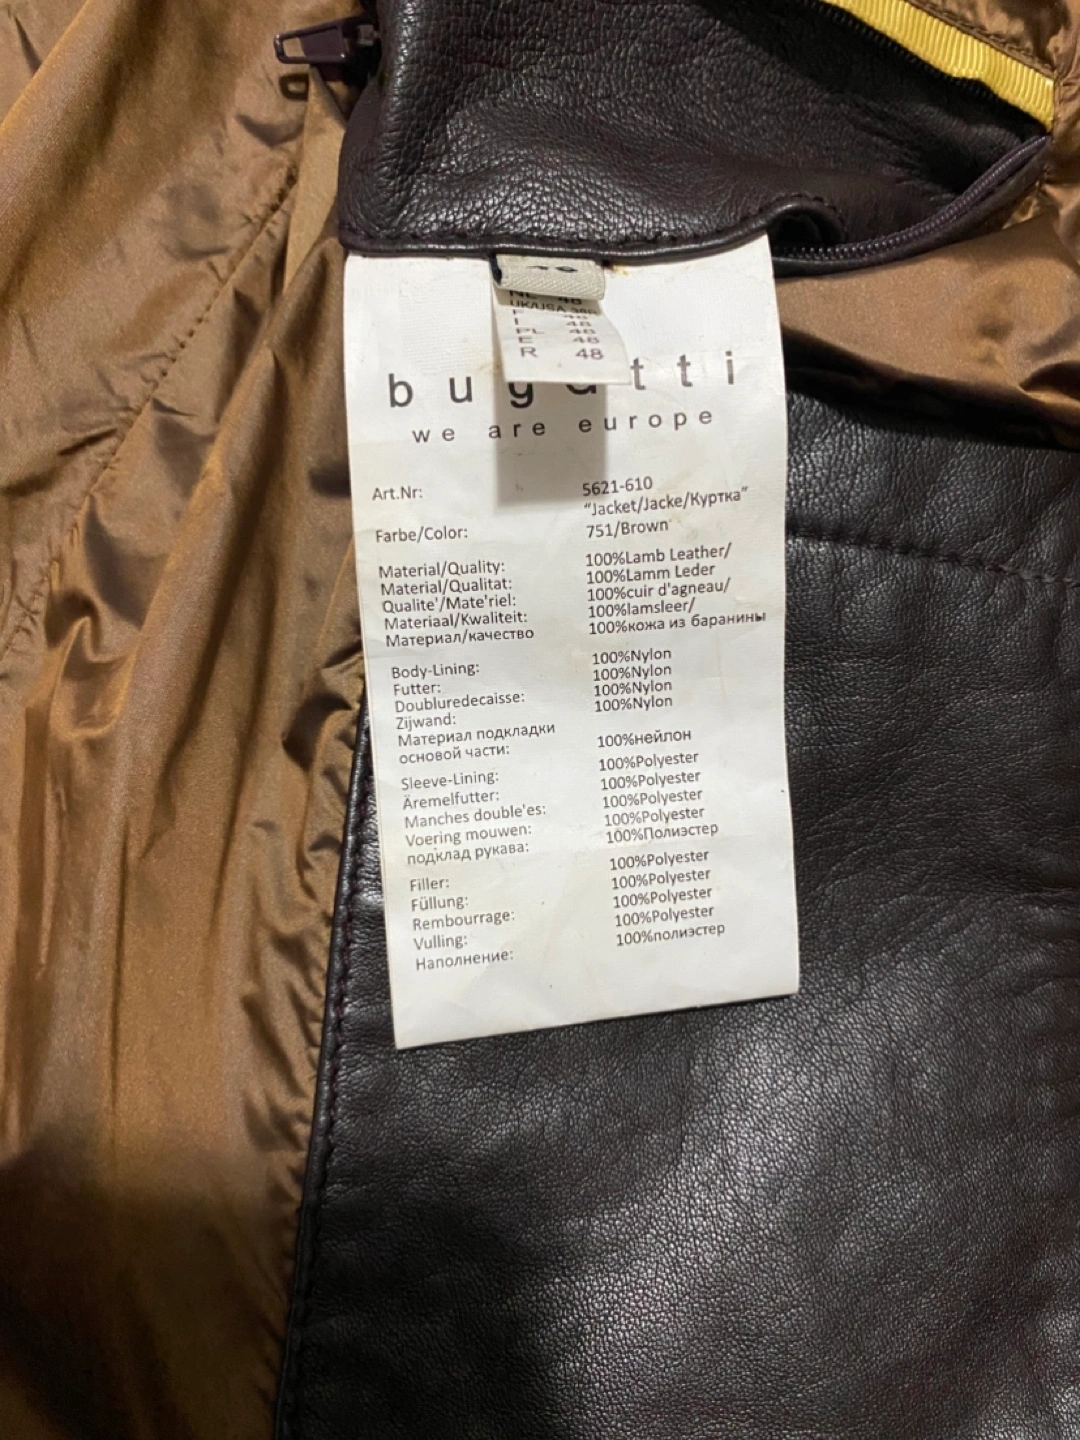 48
UK/USA
48
48
PL 48
E 48
R 48
bugatti
we are europe
Art.Nr: 5621-610
"Jacket/Jacke/Куртка"
Farbe/Color: 751/Brown
Material/Quality: 100%Lamb Leather/
Material/Qualitat: 100%Lamm Leder
Qualite'/Mate'riel: 100%cuir d'agneau/
Materiaal/Kwaliteit: 100%lamsleer/
Материал/качество 100%кожа из баранины
Body-Lining: 100%Nylon
Futter: 100%Nylon
Doubluredecaisse: 100%Nylon
Zijwand: 100%Nylon
Материал подкладки
основой части: 100%нейлон
Sleeve-Lining: 100%Polyester
Äremelfutter: 100%Polyester
Manches double'es: 100%Polyester
Voering mouwen: 100%Polyester
подклад рукава: 100%Полиэстер
Filler: 100%Polyester
Füllung: 100%Polyester
Rembourrage: 100%Polyester
Vulling: 100%Polyester
Наполнение: 100%полиэстер